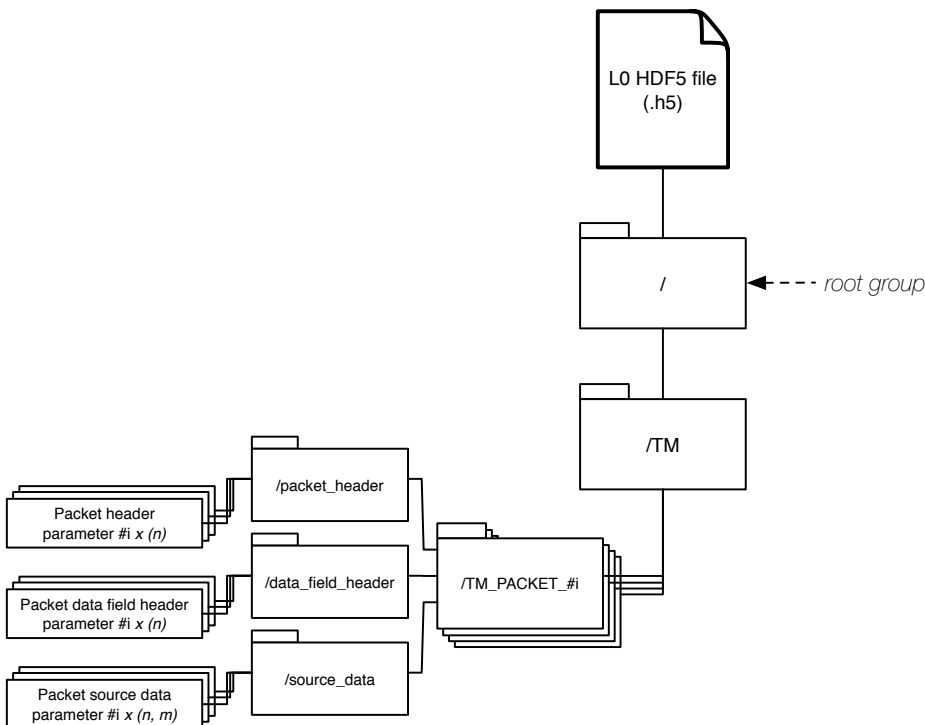 L0 HDF5 file
(.h5)
/
root group
/TM
/packet_header
Packet header
parameter #i x (n)
/TM_PACKET_#i
/data_field_header
Packet data field header
parameter #i x (n)
/source_data
Packet source data
parameter #i x (n, m)